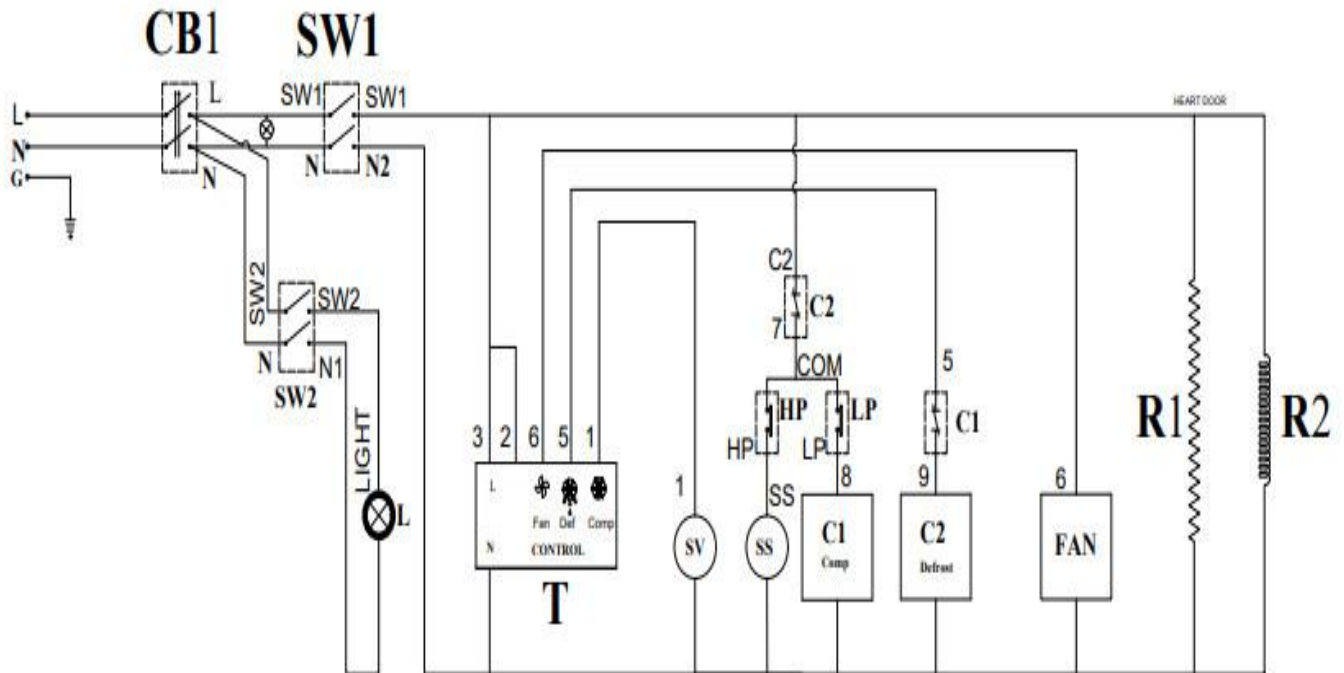 CB1 SW1
L SW1 SW1 HEART DOOR
L
N
G
N N N2
SW2 SW2
N N1
SW2
LIGHT
L
C2
C2
7
COM
5
HP LP C1
HP LP
3 2 6 5 1
1 SS 8 9 6
L
Fan Def Comp
N CONTROL
T
SV SS C1 C2 FAN
Comp Defrost
R1 R2